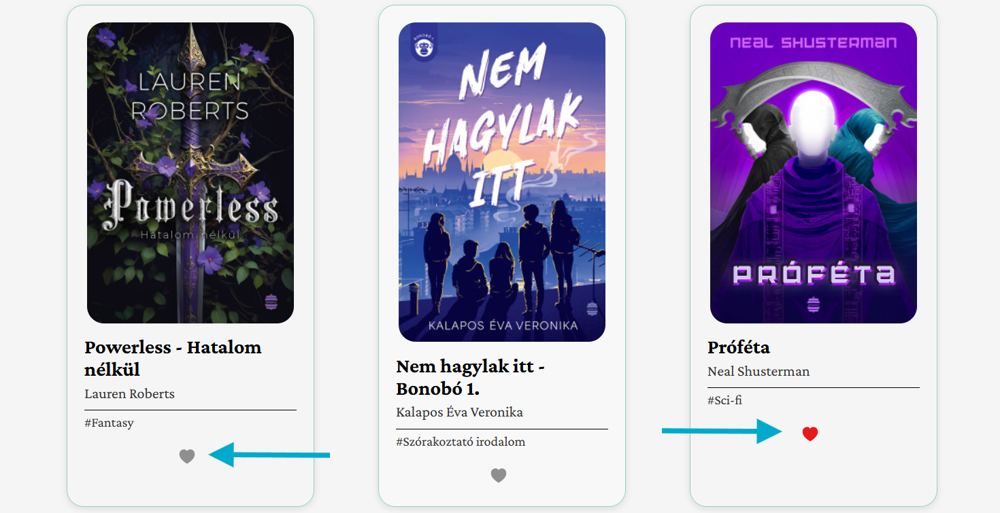 LAUREN
ROBERTS
Powerless
Hatalom nélkül
Powerless - Hatalom
nélkül
Lauren Roberts
#Fantasy
BONOBÓ 1.
NEM
HAGYLAK
ITT
KALAPOS ÉVA VERONIKA
Nem hagylak itt -
Bonobó 1.
Kalapos Éva Veronika
#Szórakoztató irodalom
NEAL SHUSTERMAN
PRÓFÉTA
Próféta
Neal Shusterman
#Sci-fi